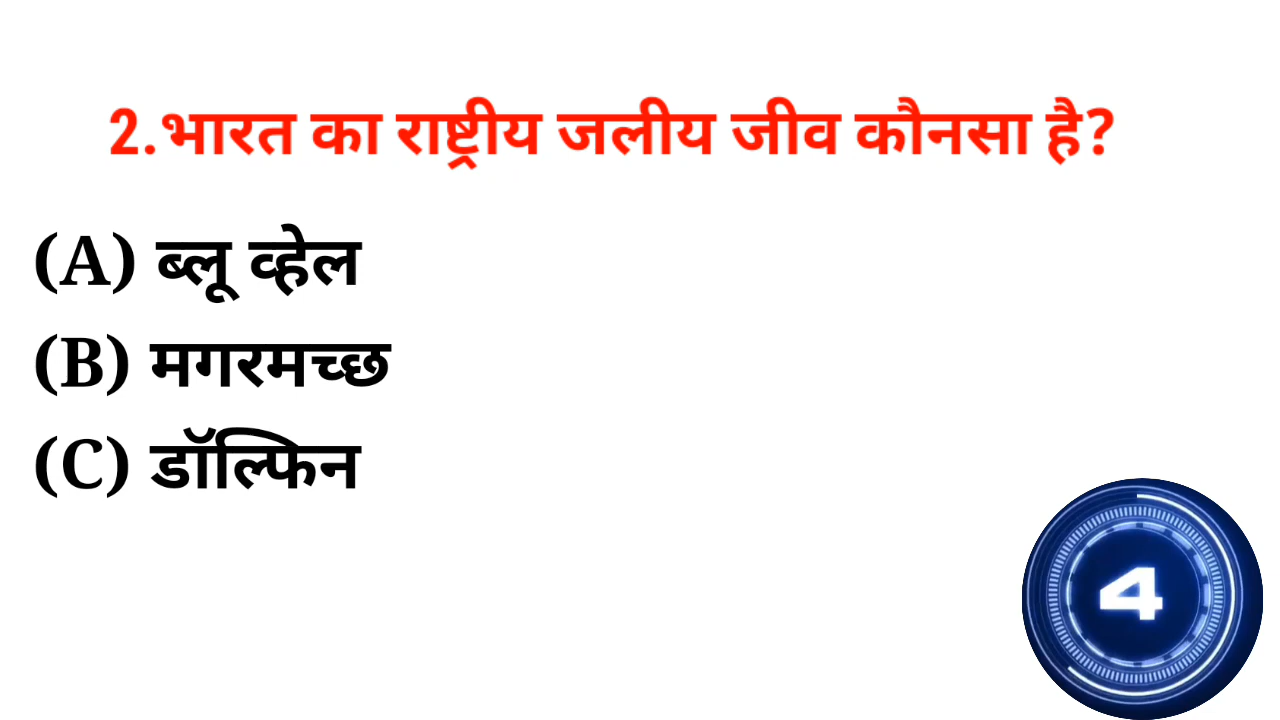 2.भारत का राष्ट्रीय जलीय जीव कौनसा है?
(A) ब्लू व्हेल
(B) मगरमच्छ
(C) डॉल्फिन
4